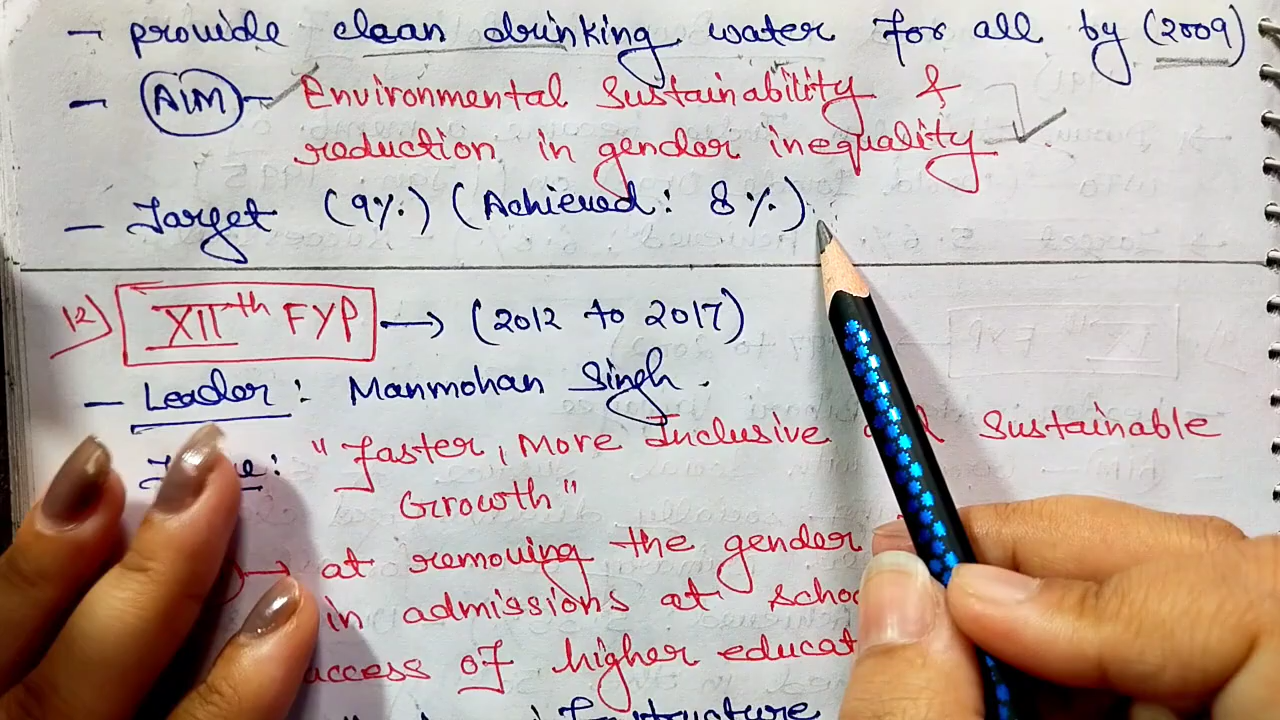 - provide clean drinking water for all by (2009)
- AIM - Environmental Sustainability &
reduction in gender inequality
- Target (9%) (Achieved: 8%)
12) XIIth FYP → (2012 to 2017)
- Leader: Manmohan Singh.
: "Faster, More Inclusive Sustainable
Growth"
→ at removing the gender
in admissions at
access of higher